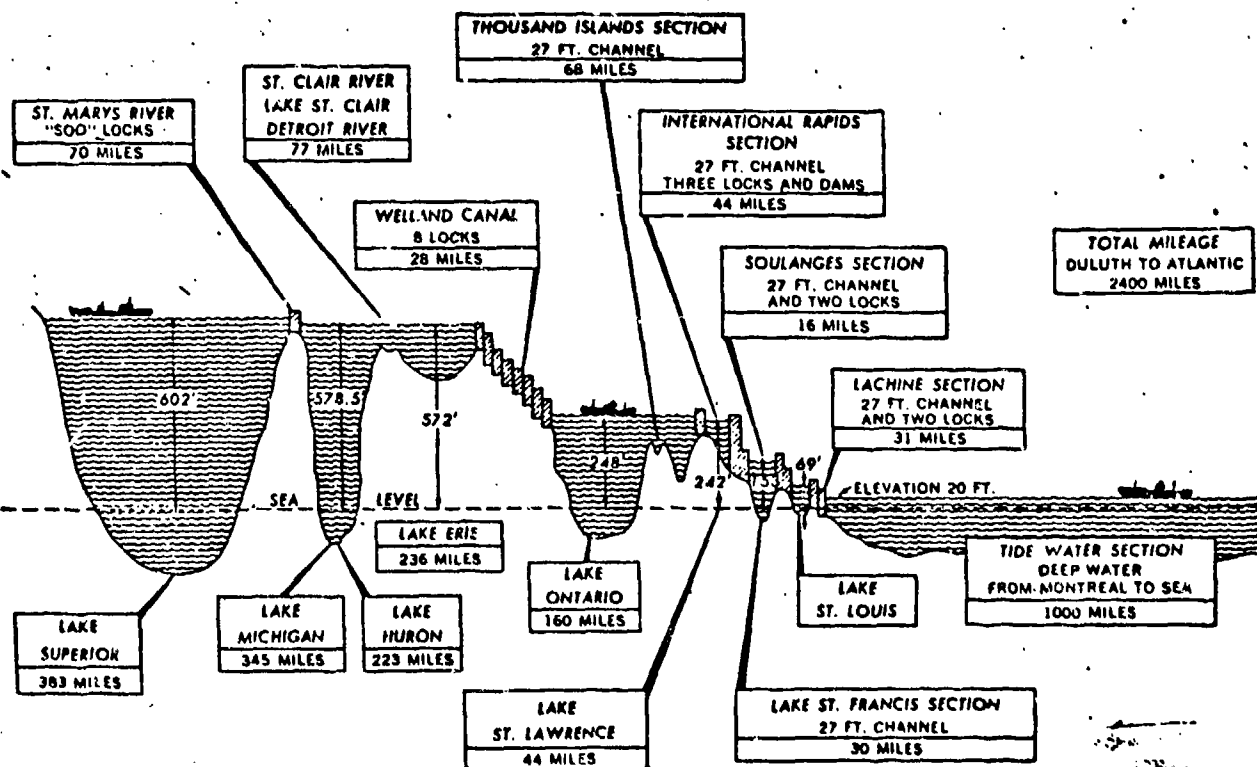 THOUSAND ISLANDS SECTION
27 FT. CHANNEL
68 MILES
ST. CLAIR RIVER
LAKE ST. CLAIR
DETROIT RIVER
77 MILES
ST. MARYS RIVER
"SOO" LOCKS
70 MILES
INTERNATIONAL RAPIDS
SECTION
27 FT. CHANNEL
THREE LOCKS AND DAMS
44 MILES
WELLAND CANAL
8 LOCKS
28 MILES
SOULANGES SECTION
27 FT. CHANNEL
AND TWO LOCKS
16 MILES
TOTAL MILEAGE
DULUTH TO ATLANTIC
2400 MILES
LACHINE SECTION
27 FT. CHANNEL
AND TWO LOCKS
31 MILES
602'
578.5'
572'
248'
242'
69'
ELEVATION 20 FT.
SEA LEVEL
LAKE ERIE
236 MILES
TIDE WATER SECTION
DEEP WATER
FROM MONTREAL TO SEA
1000 MILES
LAKE
ONTARIO
160 MILES
LAKE
ST. LOUIS
LAKE
SUPERIOR
383 MILES
LAKE
MICHIGAN
345 MILES
LAKE
HURON
223 MILES
LAKE
ST. LAWRENCE
44 MILES
LAKE ST. FRANCIS SECTION
27 FT. CHANNEL
30 MILES